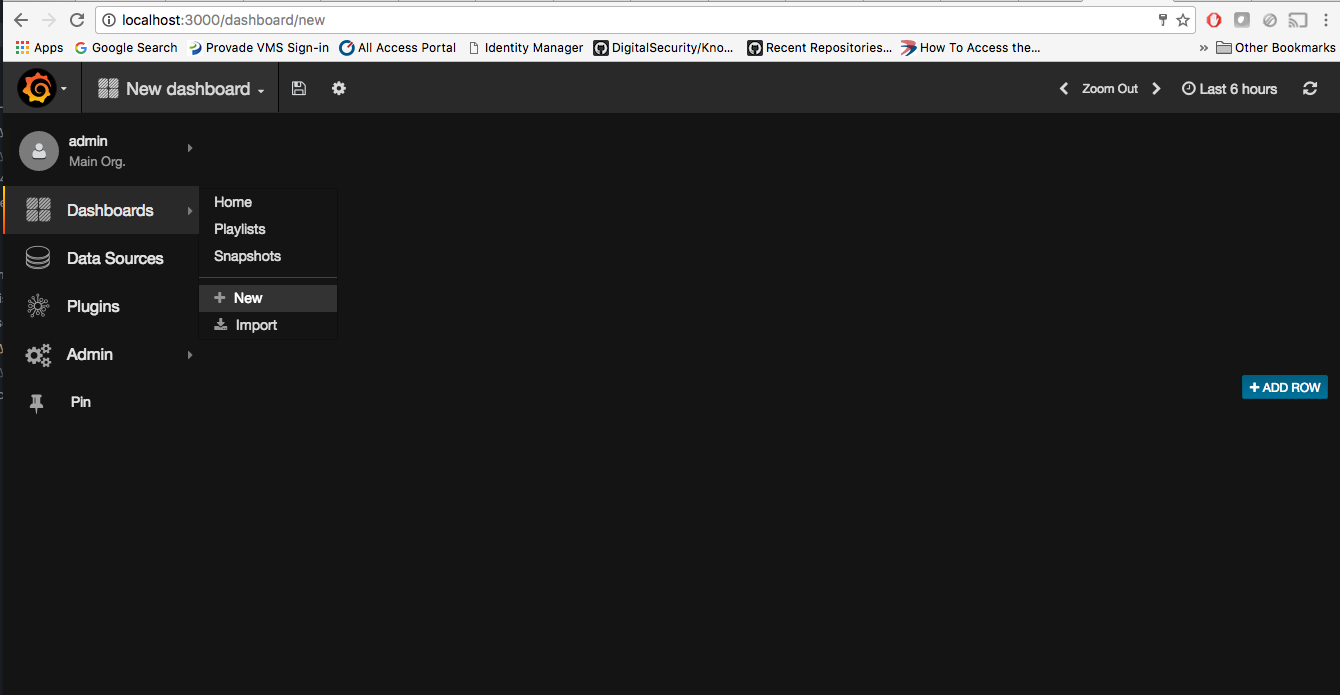 localhost:3000/dashboard/new
Apps Google Search Provade VMS Sign-in All Access Portal Identity Manager DigitalSecurity/Kno... Recent Repositories... How To Access the... » Other Bookmarks
New dashboard Zoom Out Last 6 hours
admin
Main Org.
Dashboards
Home
Playlists
Snapshots
New
Import
Data Sources
Plugins
Admin
Pin
ADD ROW